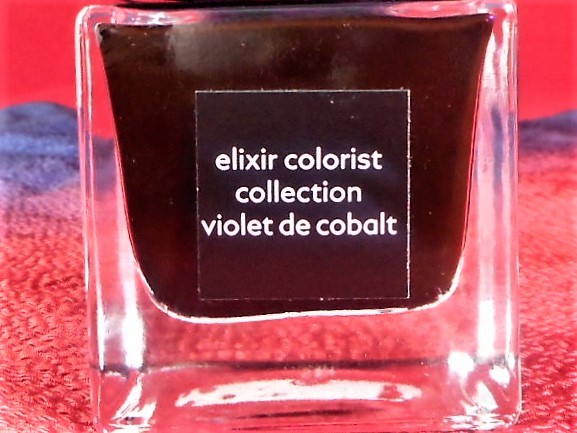 elixir colorist
collection
violet de cobalt